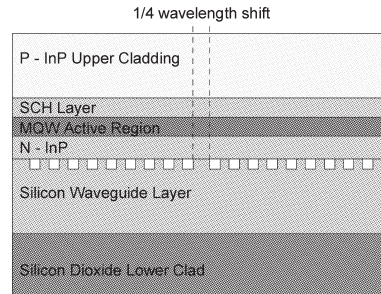 1/4 wavelength shift
P - InP Upper Cladding
SCH Layer
MQW Active Region
N - InP
Silicon Waveguide Layer
Silicon Dioxide Lower Clad